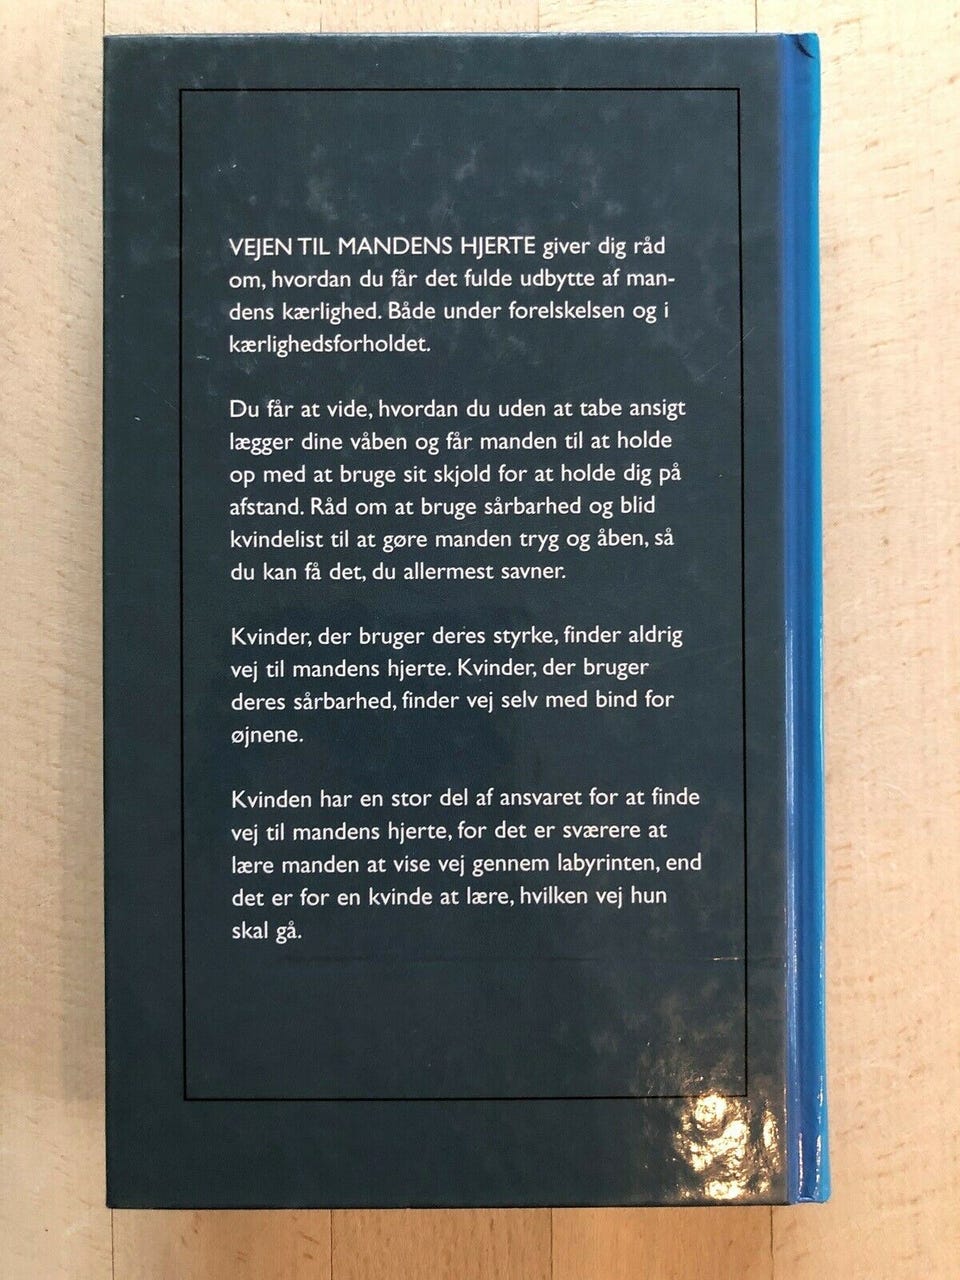 VEJEN TIL MANDENS HJERTE giver dig råd
om, hvordan du får det fulde udbytte af man-
dens kærlighed. Både under forelskelsen og i
kærlighedsforholdet.
Du får at vide, hvordan du uden at tabe ansigt
lægger dine våben og får manden til at holde
op med at bruge sit skjold for at holde dig på
afstand. Råd om at bruge sårbarhed og blid
kvindelist til at gøre manden tryg og åben, så
du kan få det, du allermest savner.
Kvinder, der bruger deres styrke, finder aldrig
vej til mandens hjerte. Kvinder, der bruger
deres sårbarhed, finder vej selv med bind for
øjnene.
Kvinden har en stor del af ansvaret for at finde
vej til mandens hjerte, for det er sværere at
lære manden at vise vej gennem labyrinten, end
det er for en kvinde at lære, hvilken vej hun
skal gå.